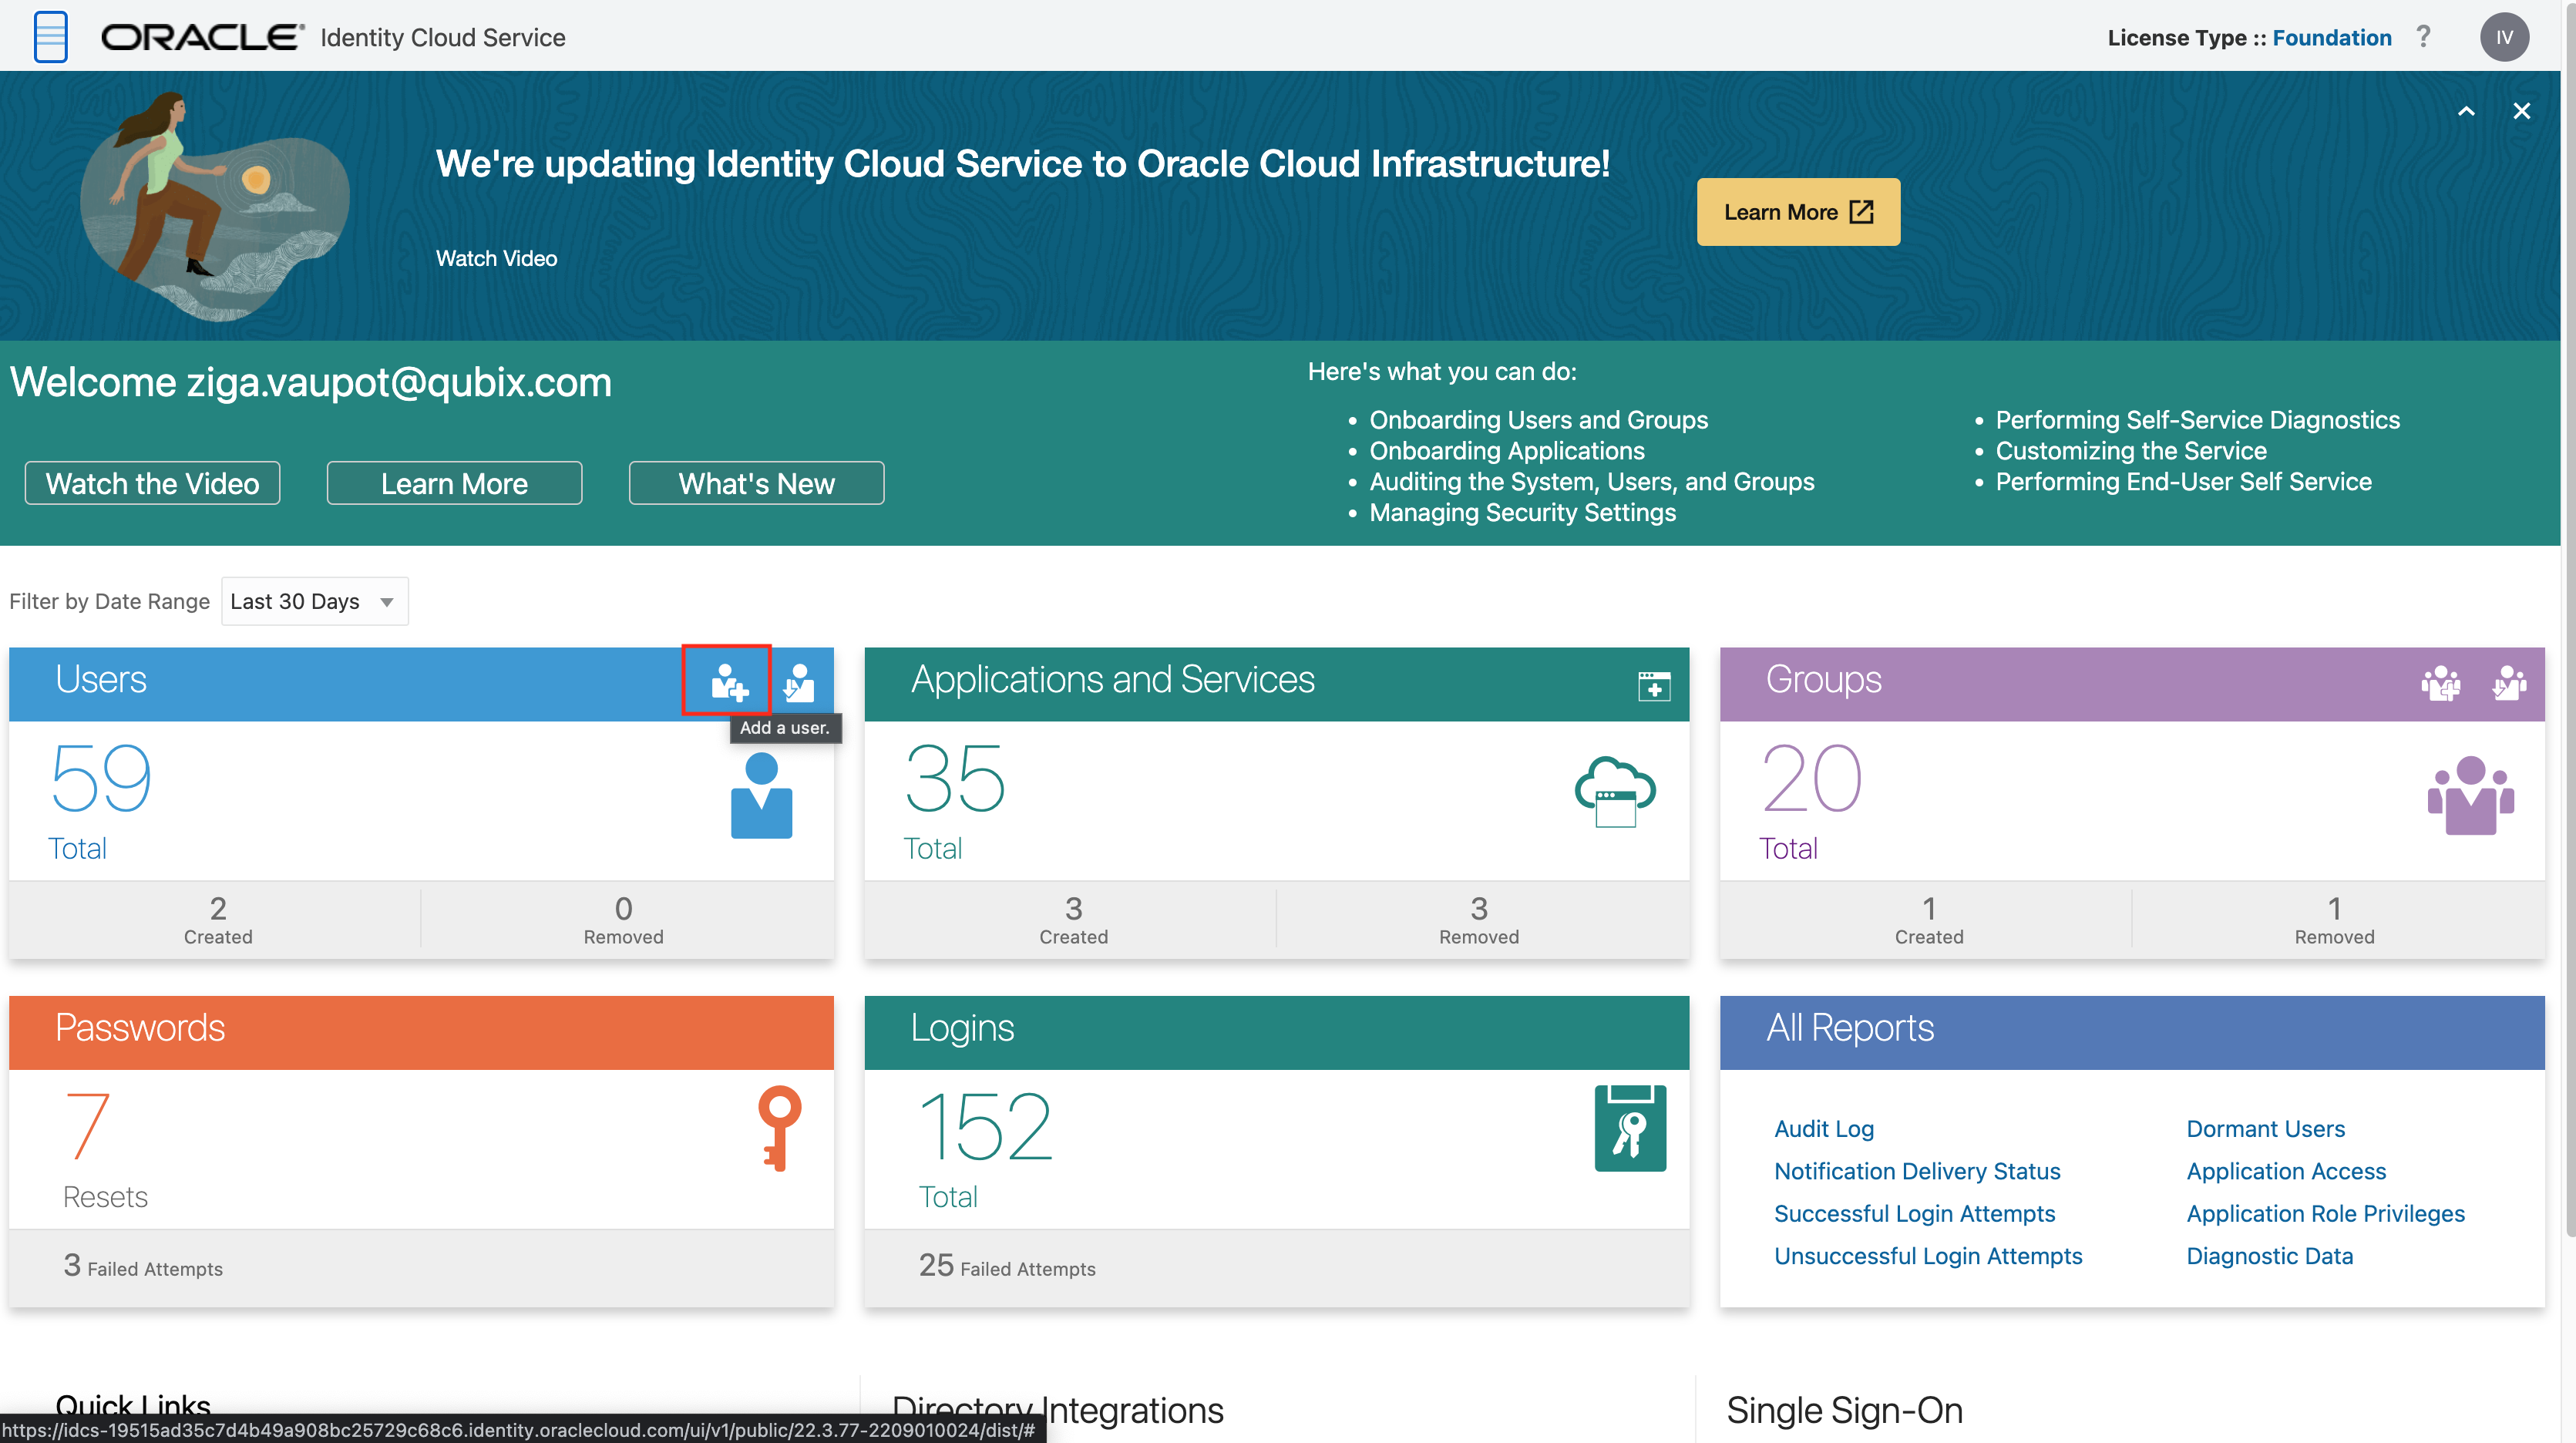 ORACLE® Identity Cloud Service
License Type :: Foundation ? IV
We're updating Identity Cloud Service to Oracle Cloud Infrastructure!
Learn More
Watch Video
Welcome ziga.vaupot@qubix.com
Watch the Video Learn More What's New
Here's what you can do:
• Onboarding Users and Groups
• Onboarding Applications
• Auditing the System, Users, and Groups
• Managing Security Settings
• Performing Self-Service Diagnostics
• Customizing the Service
• Performing End-User Self Service
Filter by Date Range Last 30 Days
Users
Add a user.
59
Total
2
Created
0
Removed
Applications and Services
35
Total
3
Created
3
Removed
Groups
20
Total
1
Created
1
Removed
Passwords
7
Resets
3 Failed Attempts
Logins
152
Total
25 Failed Attempts
All Reports
Audit Log
Notification Delivery Status
Successful Login Attempts
Unsuccessful Login Attempts
Dormant Users
Application Access
Application Role Privileges
Diagnostic Data
Quick Links
Directory Integrations
Single Sign-On
https://idcs-19515ad35c7d4b49a908bc25729c68c6.identity.oraclecloud.com/ui/v1/public/22.3.77-2209010024/dist/#